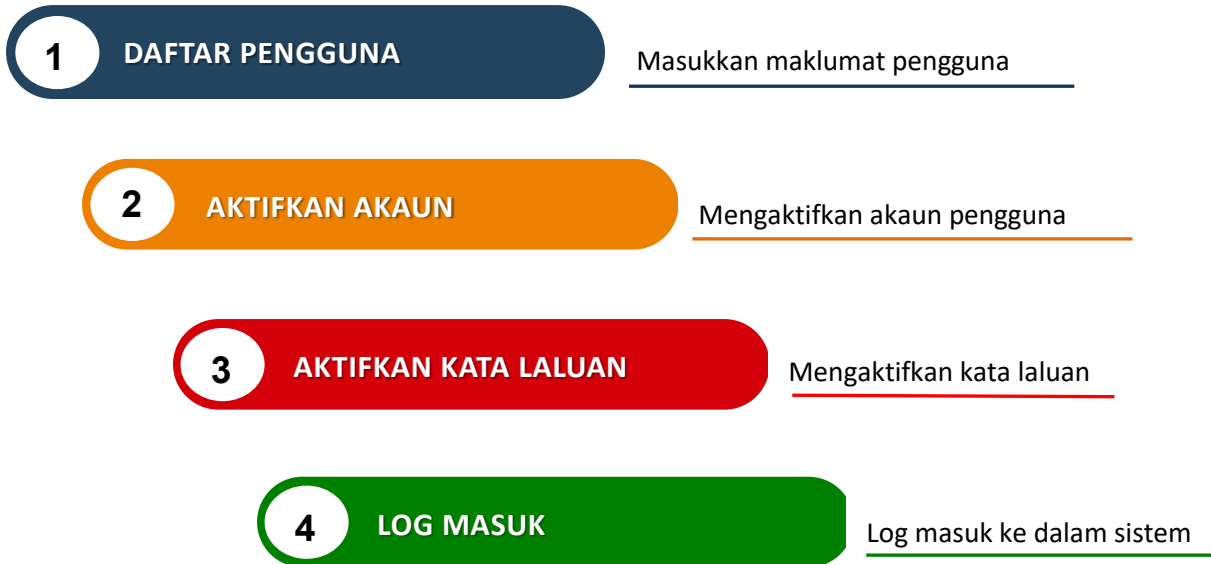 1
DAFTAR PENGGUNA
Masukkan maklumat pengguna
2
AKTIFKAN AKAUN
Mengaktifkan akaun pengguna
3
AKTIFKAN KATA LALUAN
Mengaktifkan kata laluan
4
LOG MASUK
Log masuk ke dalam sistem